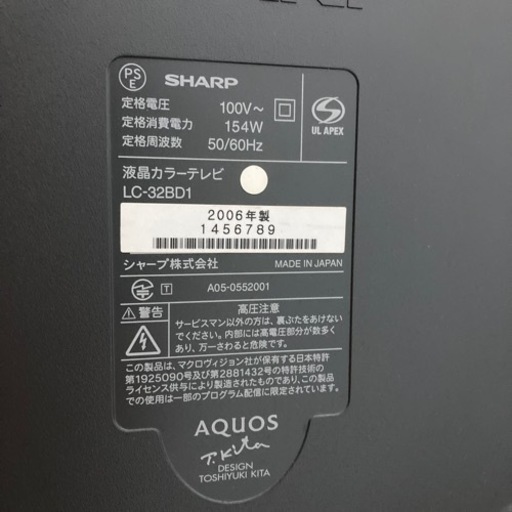 PS
E
SHARP
定格電圧 100V～
定格消費電力 154W
定格周波数 50/60Hz
UL APEX
液晶カラーテレビ
LC-32BD1
2006年製
1456789
シャープ株式会社 MADE IN JAPAN
T A05-0552001
警告 高圧注意
サービスマン以外の方は、裏ぶたをあけない
でください。内部には高電圧部分が数多く
あり、万一さわると危険です。
この製品は、マクロヴィジョン社が保有する日本特許
第1925090号及び第2881432号の特許技術の
ライセンス供与により製造されたもので、この製品
での使用は一部のプログラム配信に限定されています。
AQUOS
T. Kita
DESIGN
TOSHIYUKI KITA